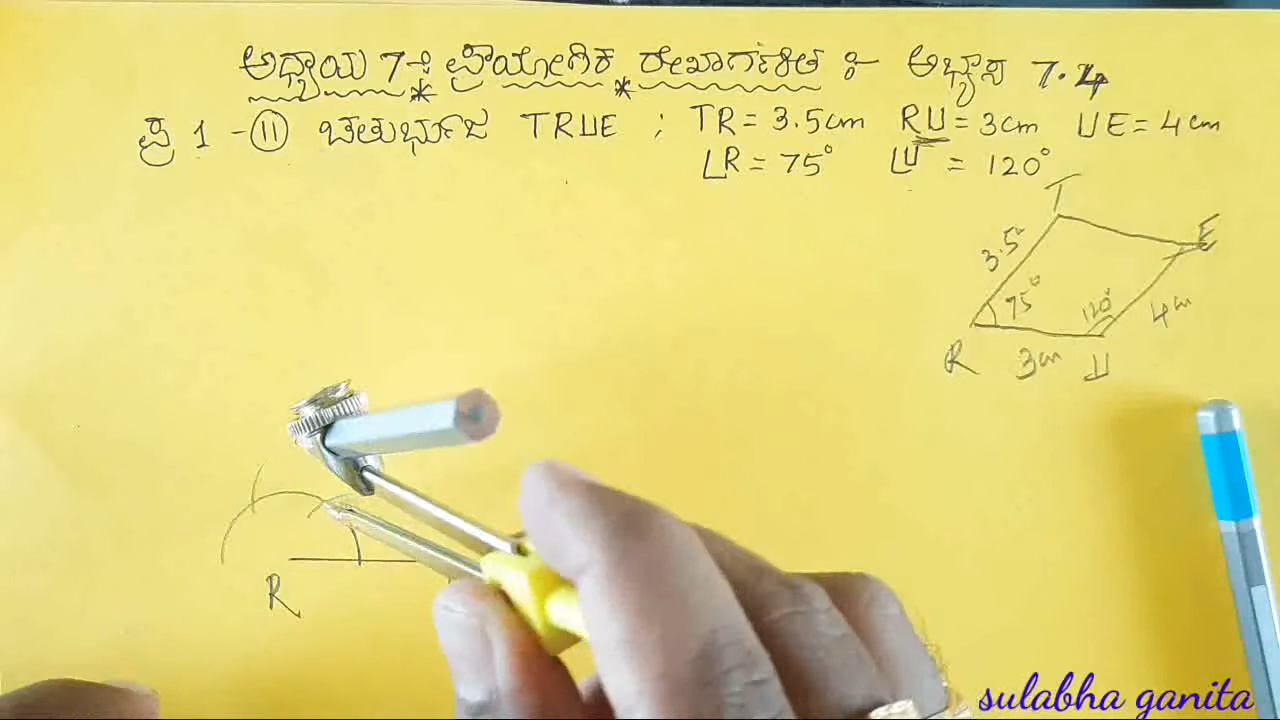 ಅಧ್ಯಾಯ 7 :- ಪ್ರಾಯೋಗಿಕ ರೇಖಾಗಣಿತ :- ಅಭ್ಯಾಸ 7.4
ಪ್ರ 1 - II ಚತುರ್ಭುಜ TRUE ; TR = 3.5cm RU = 3cm UE = 4cm
∠R = 75° ∠U = 120°
T
E
3.5
75°
120°
4cm
R
3cm
U
R
sulabha ganita